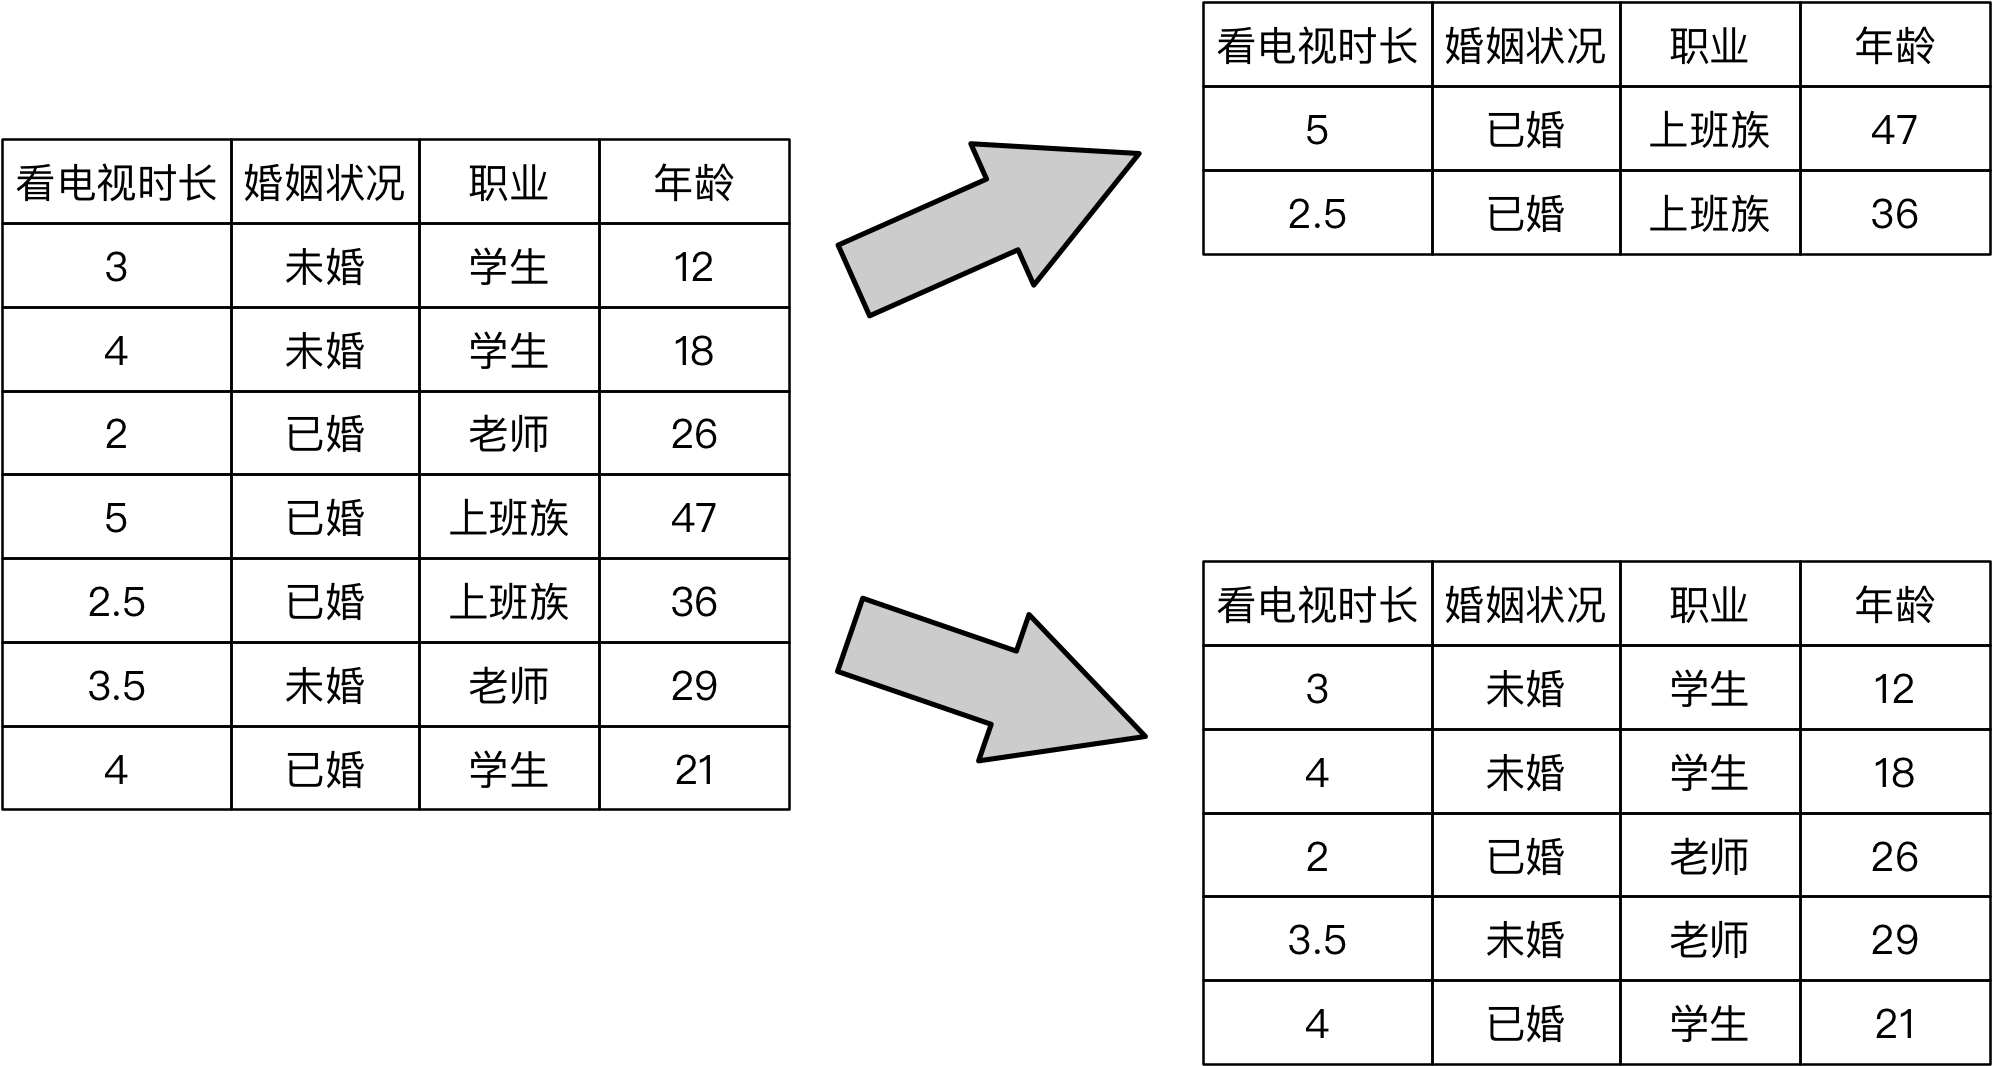 看电视时长 婚姻状况 职业 年龄
3 未婚 学生 12
4 未婚 学生 18
2 已婚 老师 26
5 已婚 上班族 47
2.5 已婚 上班族 36
3.5 未婚 老师 29
4 已婚 学生 21
看电视时长 婚姻状况 职业 年龄
5 已婚 上班族 47
2.5 已婚 上班族 36
看电视时长 婚姻状况 职业 年龄
3 未婚 学生 12
4 未婚 学生 18
2 已婚 老师 26
3.5 未婚 老师 29
4 已婚 学生 21